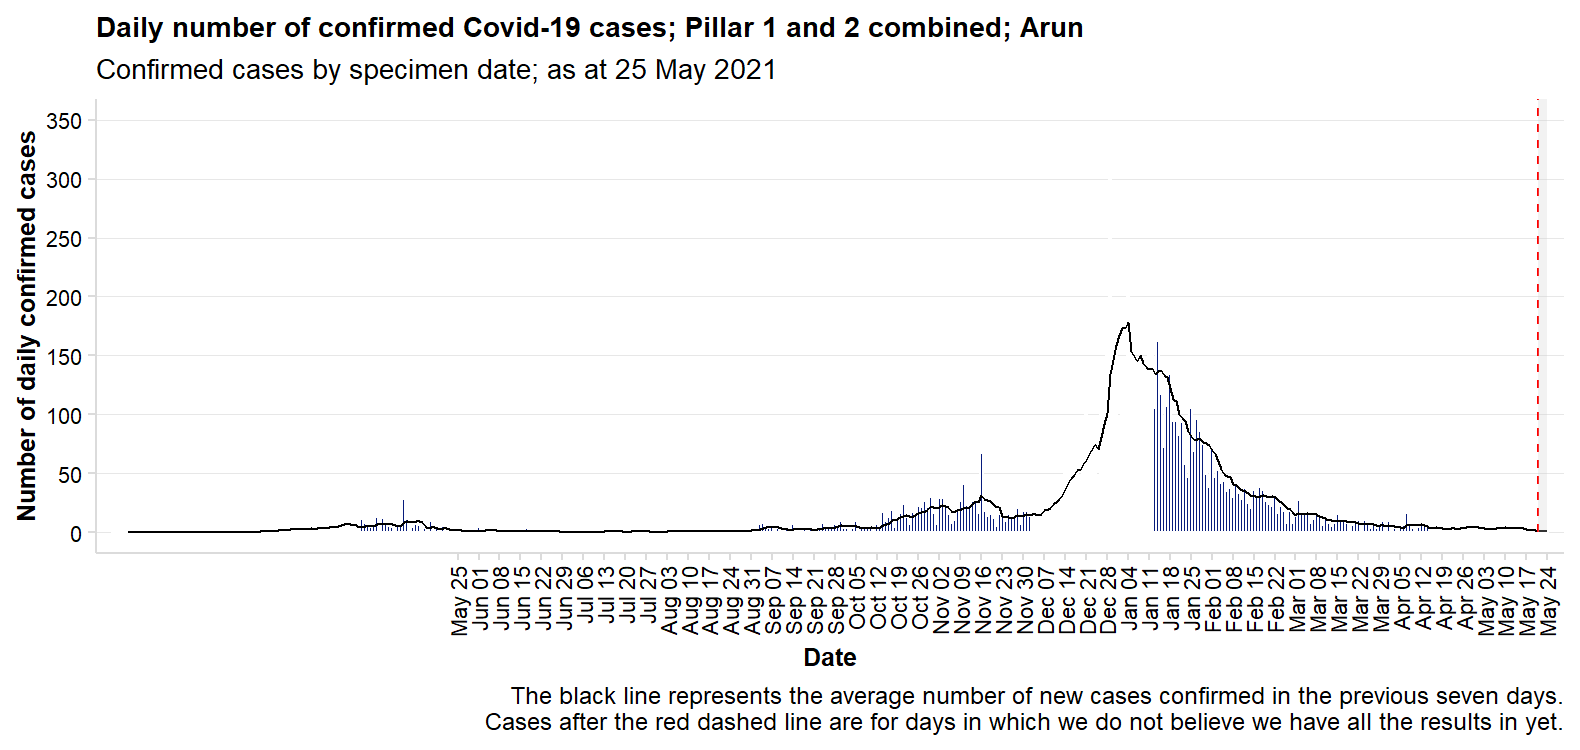 Daily number of confirmed Covid-19 cases; Pillar 1 and 2 combined; Arun
Confirmed cases by specimen date; as at 25 May 2021
Number of daily confirmed cases
350
300
250
200
150
100
50
0
May 25
Jun 01
Jun 08
Jun 15
Jun 22
Jun 29
Jul 06
Jul 13
Jul 20
Jul 27
Aug 03
Aug 10
Aug 17
Aug 24
Aug 31
Sep 07
Sep 14
Sep 21
Sep 28
Oct 05
Oct 12
Oct 19
Oct 26
Nov 02
Nov 09
Nov 16
Nov 23
Nov 30
Dec 07
Dec 14
Dec 21
Dec 28
Jan 04
Jan 11
Jan 18
Jan 25
Feb 01
Feb 08
Feb 15
Feb 22
Mar 01
Mar 08
Mar 15
Mar 22
Mar 29
Apr 05
Apr 12
Apr 19
Apr 26
May 03
May 10
May 17
May 24
Date
The black line represents the average number of new cases confirmed in the previous seven days.
Cases after the red dashed line are for days in which we do not believe we have all the results in yet.